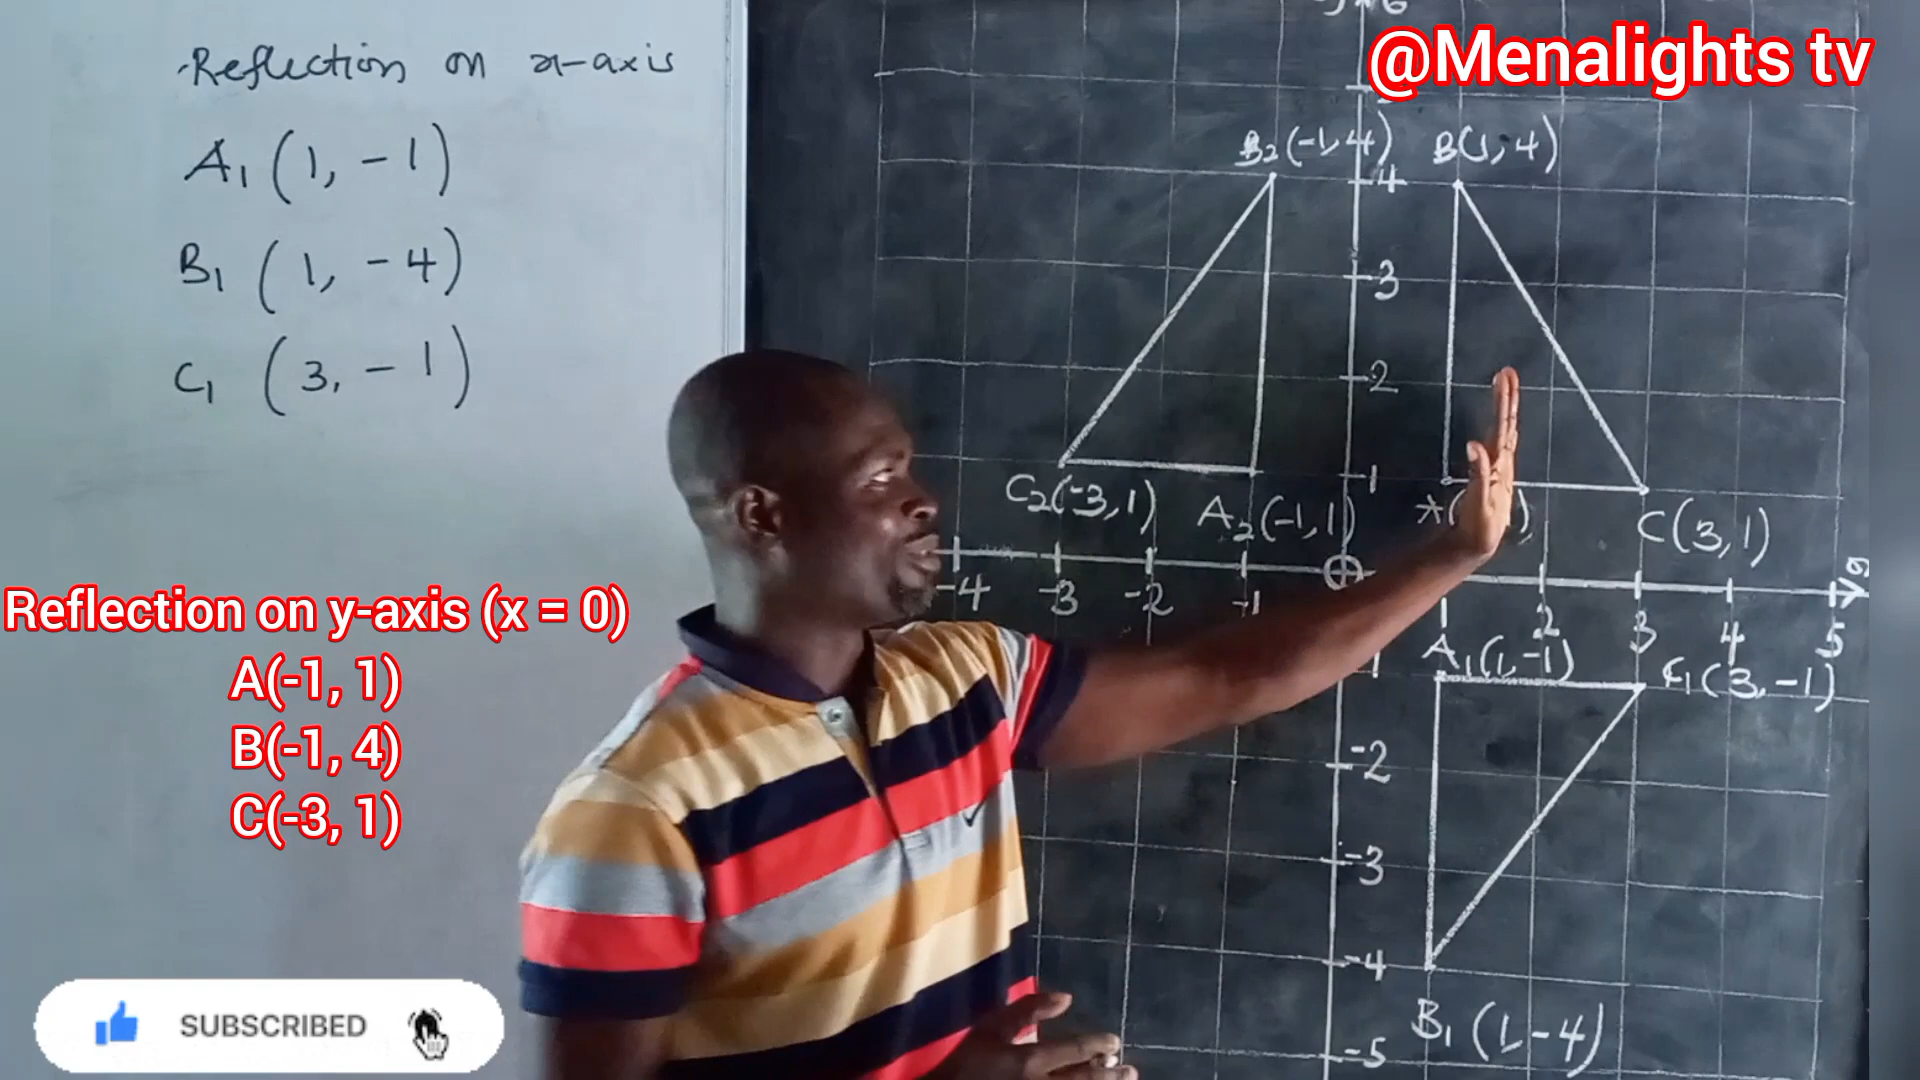 Reflection on x-axis
A1 (1, -1)
B1 (1, -4)
C1 (3, -1)
Reflection on y-axis (x = 0)
A(-1, 1)
B(-1, 4)
C(-3, 1)
SUBSCRIBED
@Menalights tv
B2(-1,4) B(1,4)
4
3
2
1
C2(-3,1) A2(-1,1) A( ) C(3,1)
-4 -3 -2 -1 1 2 3 4 5
A1(1,-1) C1(3,-1)
-2
-3
-4
B1(1,-4)
-5